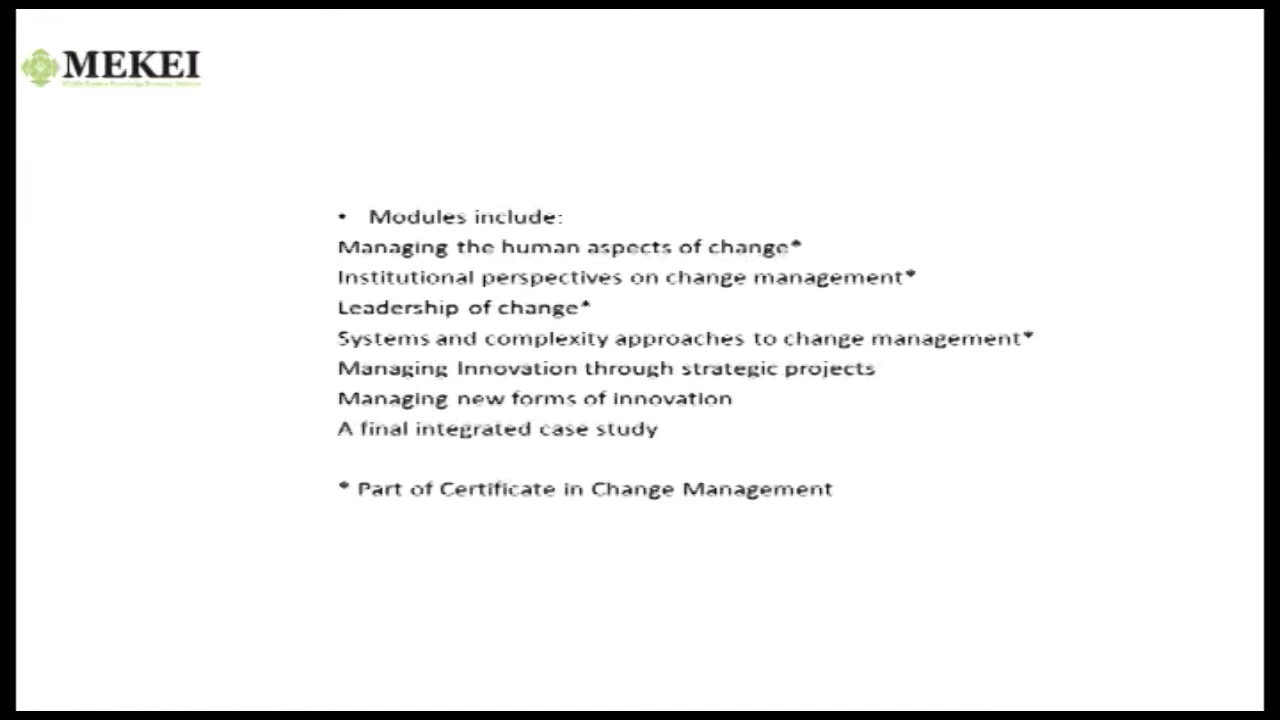 MEKEI
• Modules include:
Managing the human aspects of change*
Institutional perspectives on change management*
Leadership of change*
Systems and complexity approaches to change management*
Managing Innovation through strategic projects
Managing new forms of innovation
A final integrated case study
* Part of Certificate in Change Management